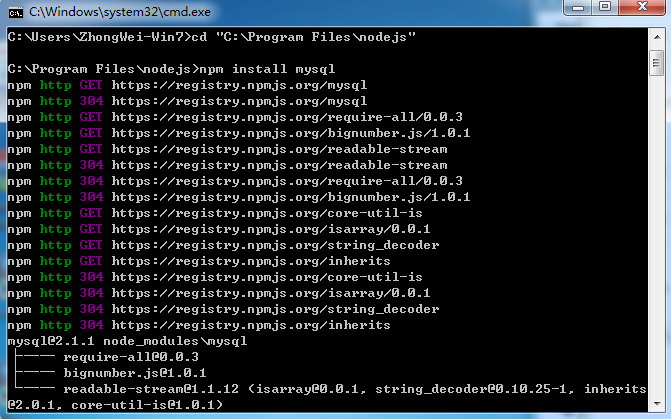 C:\Windows\system32\cmd.exe
C:\Users\ZhongWei-Win7>cd "C:\Program Files\nodejs"
C:\Program Files\nodejs>npm install mysql
npm http GET https://registry.npmjs.org/mysql
npm http 304 https://registry.npmjs.org/mysql
npm http GET https://registry.npmjs.org/require-all/0.0.3
npm http GET https://registry.npmjs.org/bignumber.js/1.0.1
npm http GET https://registry.npmjs.org/readable-stream
npm http 304 https://registry.npmjs.org/readable-stream
npm http 304 https://registry.npmjs.org/require-all/0.0.3
npm http 304 https://registry.npmjs.org/bignumber.js/1.0.1
npm http GET https://registry.npmjs.org/core-util-is
npm http GET https://registry.npmjs.org/isarray/0.0.1
npm http GET https://registry.npmjs.org/string_decoder
npm http GET https://registry.npmjs.org/inherits
npm http 304 https://registry.npmjs.org/core-util-is
npm http 304 https://registry.npmjs.org/isarray/0.0.1
npm http 304 https://registry.npmjs.org/string_decoder
npm http 304 https://registry.npmjs.org/inherits
mysql@2.1.1 node_modules\mysql
├── require-all@0.0.3
├── bignumber.js@1.0.1
└── readable-stream@1.1.12 (isarray@0.0.1, string_decoder@0.10.25-1, inherits
@2.0.1, core-util-is@1.0.1)